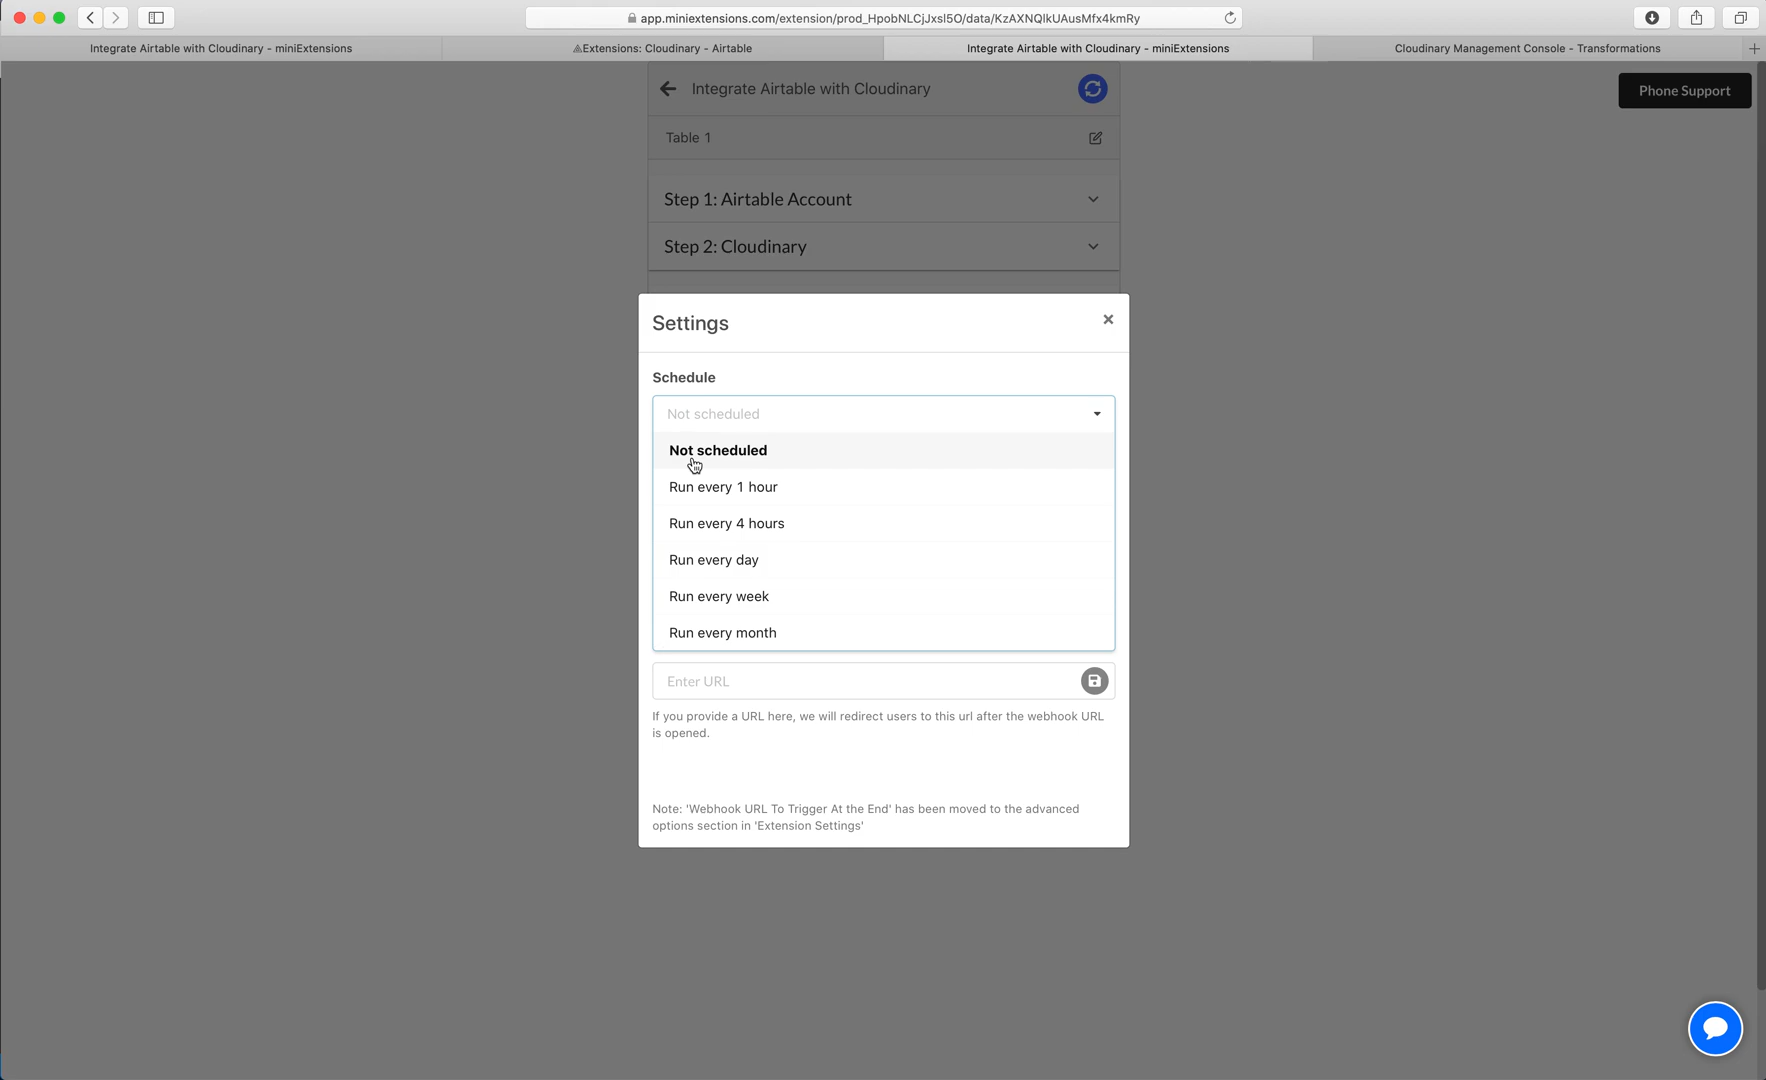 app.miniextensions.com/extension/prod_HpobNLCjJxsl5O/data/KzAXNQlkUAusMfx4kmRy
Integrate Airtable with Cloudinary - miniExtensions
Extensions: Cloudinary - Airtable
Integrate Airtable with Cloudinary - miniExtensions
Cloudinary Management Console - Transformations
Integrate Airtable with Cloudinary
Phone Support
Table 1
Step 1: Airtable Account
Step 2: Cloudinary
Settings
Schedule
Not scheduled
Not scheduled
Run every 1 hour
Run every 4 hours
Run every day
Run every week
Run every month
Enter URL
If you provide a URL here, we will redirect users to this url after the webhook URL
is opened.
Note: 'Webhook URL To Trigger At the End' has been moved to the advanced
options section in 'Extension Settings'